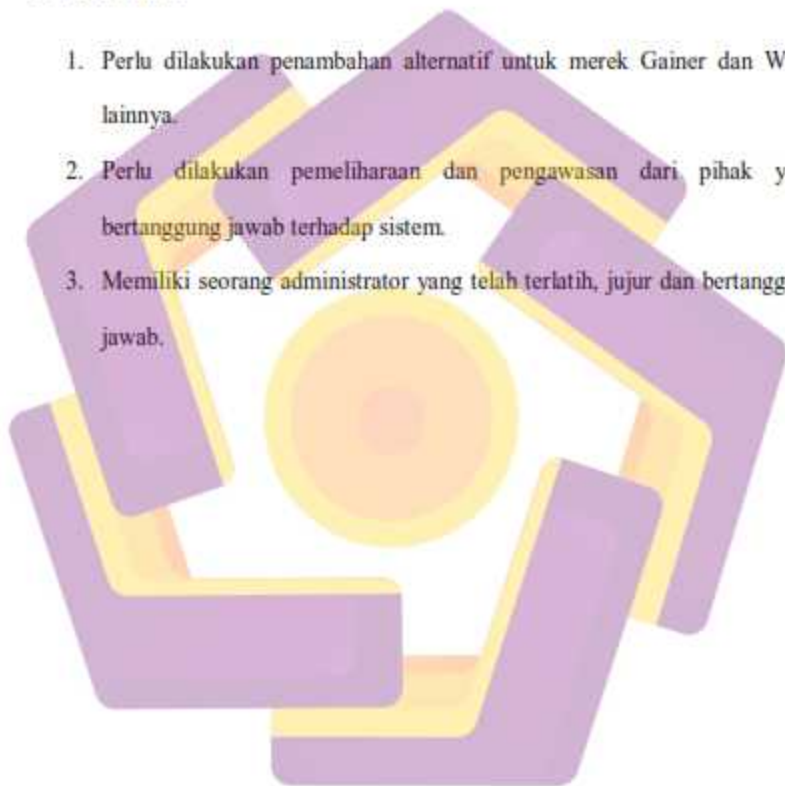 1. Perlu dilakukan penambahan alternatif untuk merek Gainer dan
lainnya.
2. Perlu dilakukan pemeliharaan dan pengawasan dari pihak
bertanggung jawab terhadap sistem.
3. Memiliki seorang administrator yang telah terlatih, jujur dan
jawab.